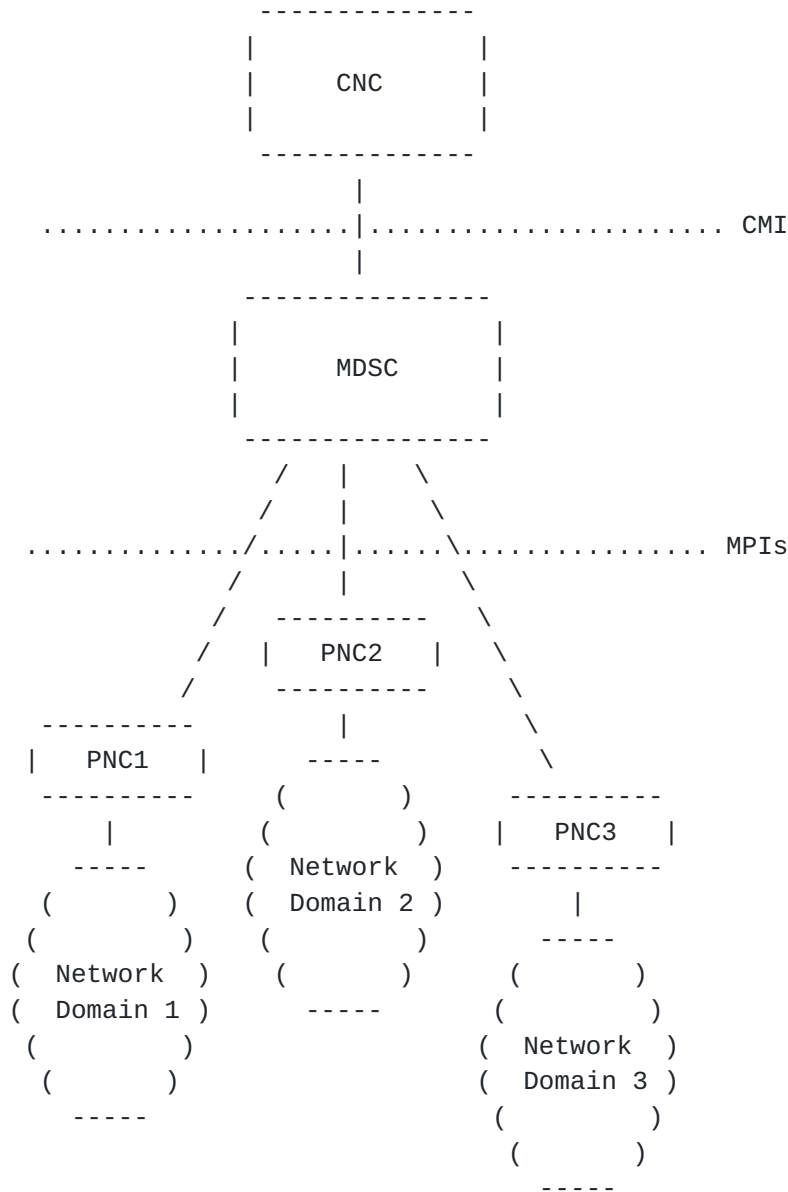 CNC
CMI
MDSC
MPIs
PNC2
PNC1
PNC3
Network
Domain 2
Network
Domain 1
Network
Domain 3